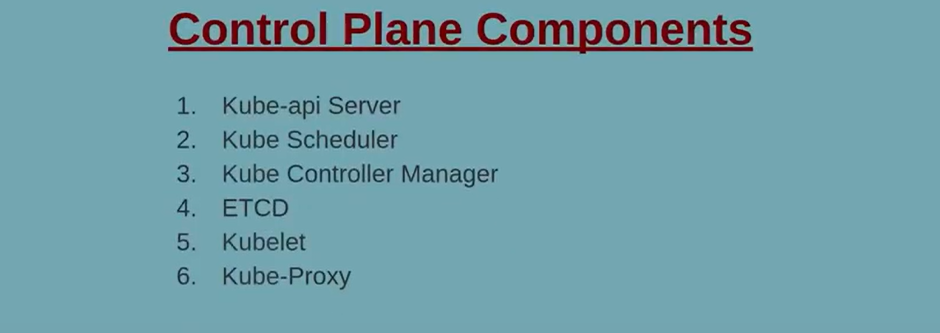 Control Plane Components
1. Kube-api Server
2. Kube Scheduler
3. Kube Controller Manager
4. ETCD
5. Kubelet
6. Kube-Proxy